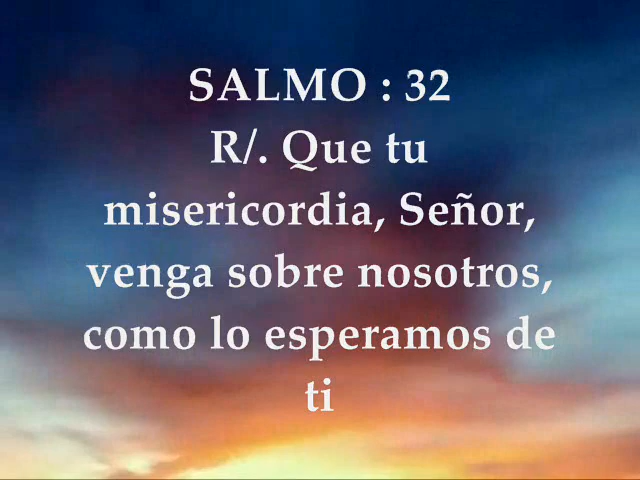 SALMO : 32
R/. Que tu
misericordia, Señor,
venga sobre nosotros,
como lo esperamos de
ti